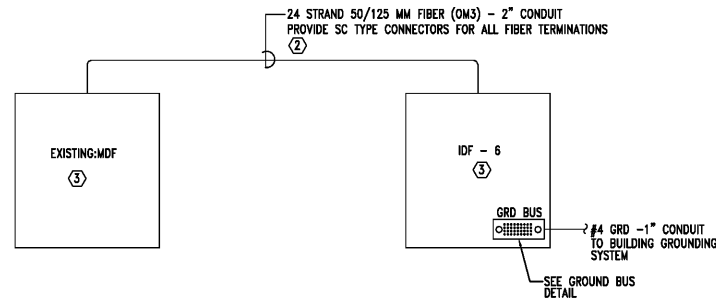 24 STRAND 50/125 MM FIBER (OM3) - 2" CONDUIT
PROVIDE SC TYPE CONNECTORS FOR ALL FIBER TERMINATIONS
2
EXISTING:MDF
3
IDF - 6
3
GRD BUS
#4 GRD -1" CONDUIT
TO BUILDING GROUNDING
SYSTEM
SEE GROUND BUS
DETAIL